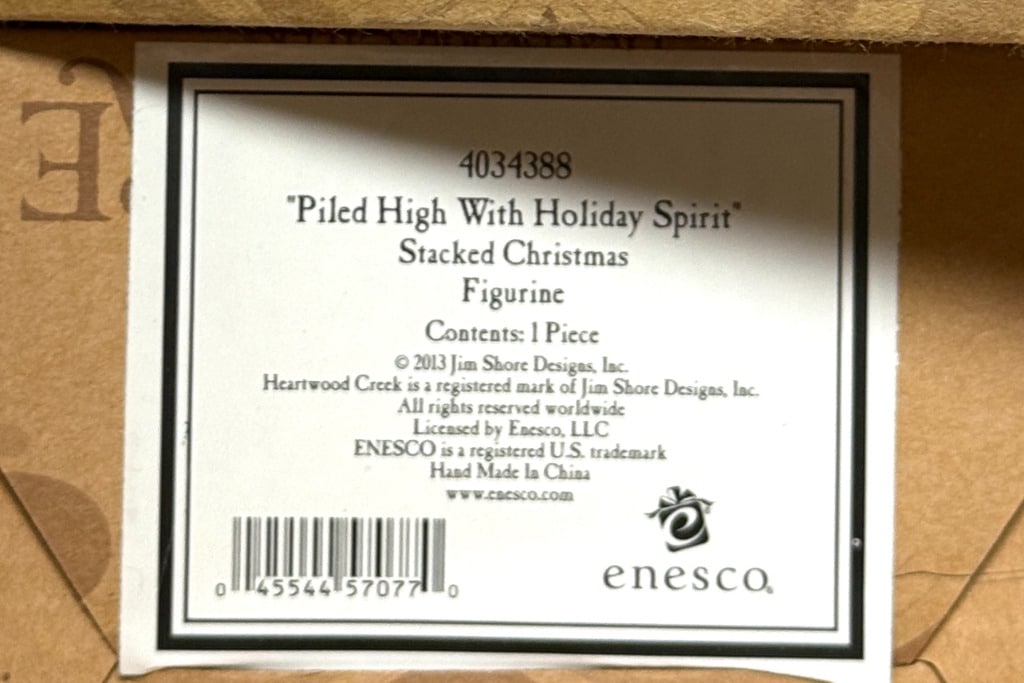 4034388
"Piled High With Holiday Spirit"
Stacked Christmas
Figurine
Contents: 1 Piece
© 2013 Jim Shore Designs, Inc.
Heartwood Creek is a registered mark of Jim Shore Designs, Inc.
All rights reserved worldwide
Licensed by Enesco, LLC
ENESCO is a registered U.S. trademark
Hand Made In China
www.enesco.com
0 45544 57077 0
enesco